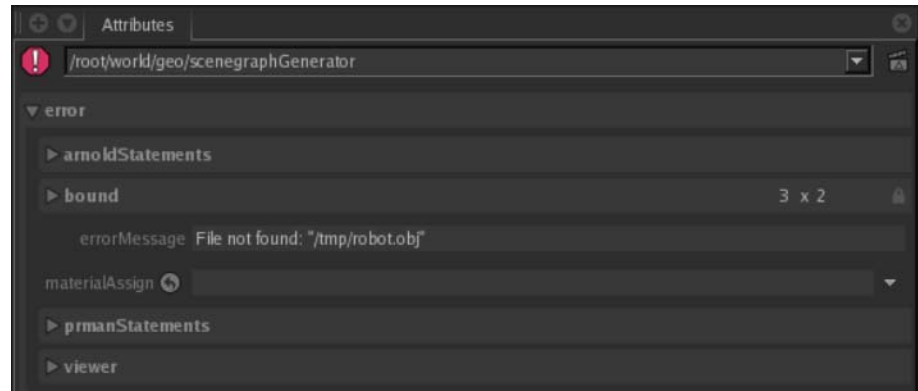 Attributes
/root/world/geo/scenegraphGenerator
error
arnoldStatements
bound 3 x 2
errorMessage File not found: "/tmp/robot.obj"
materialAssign
prmanStatements
viewer